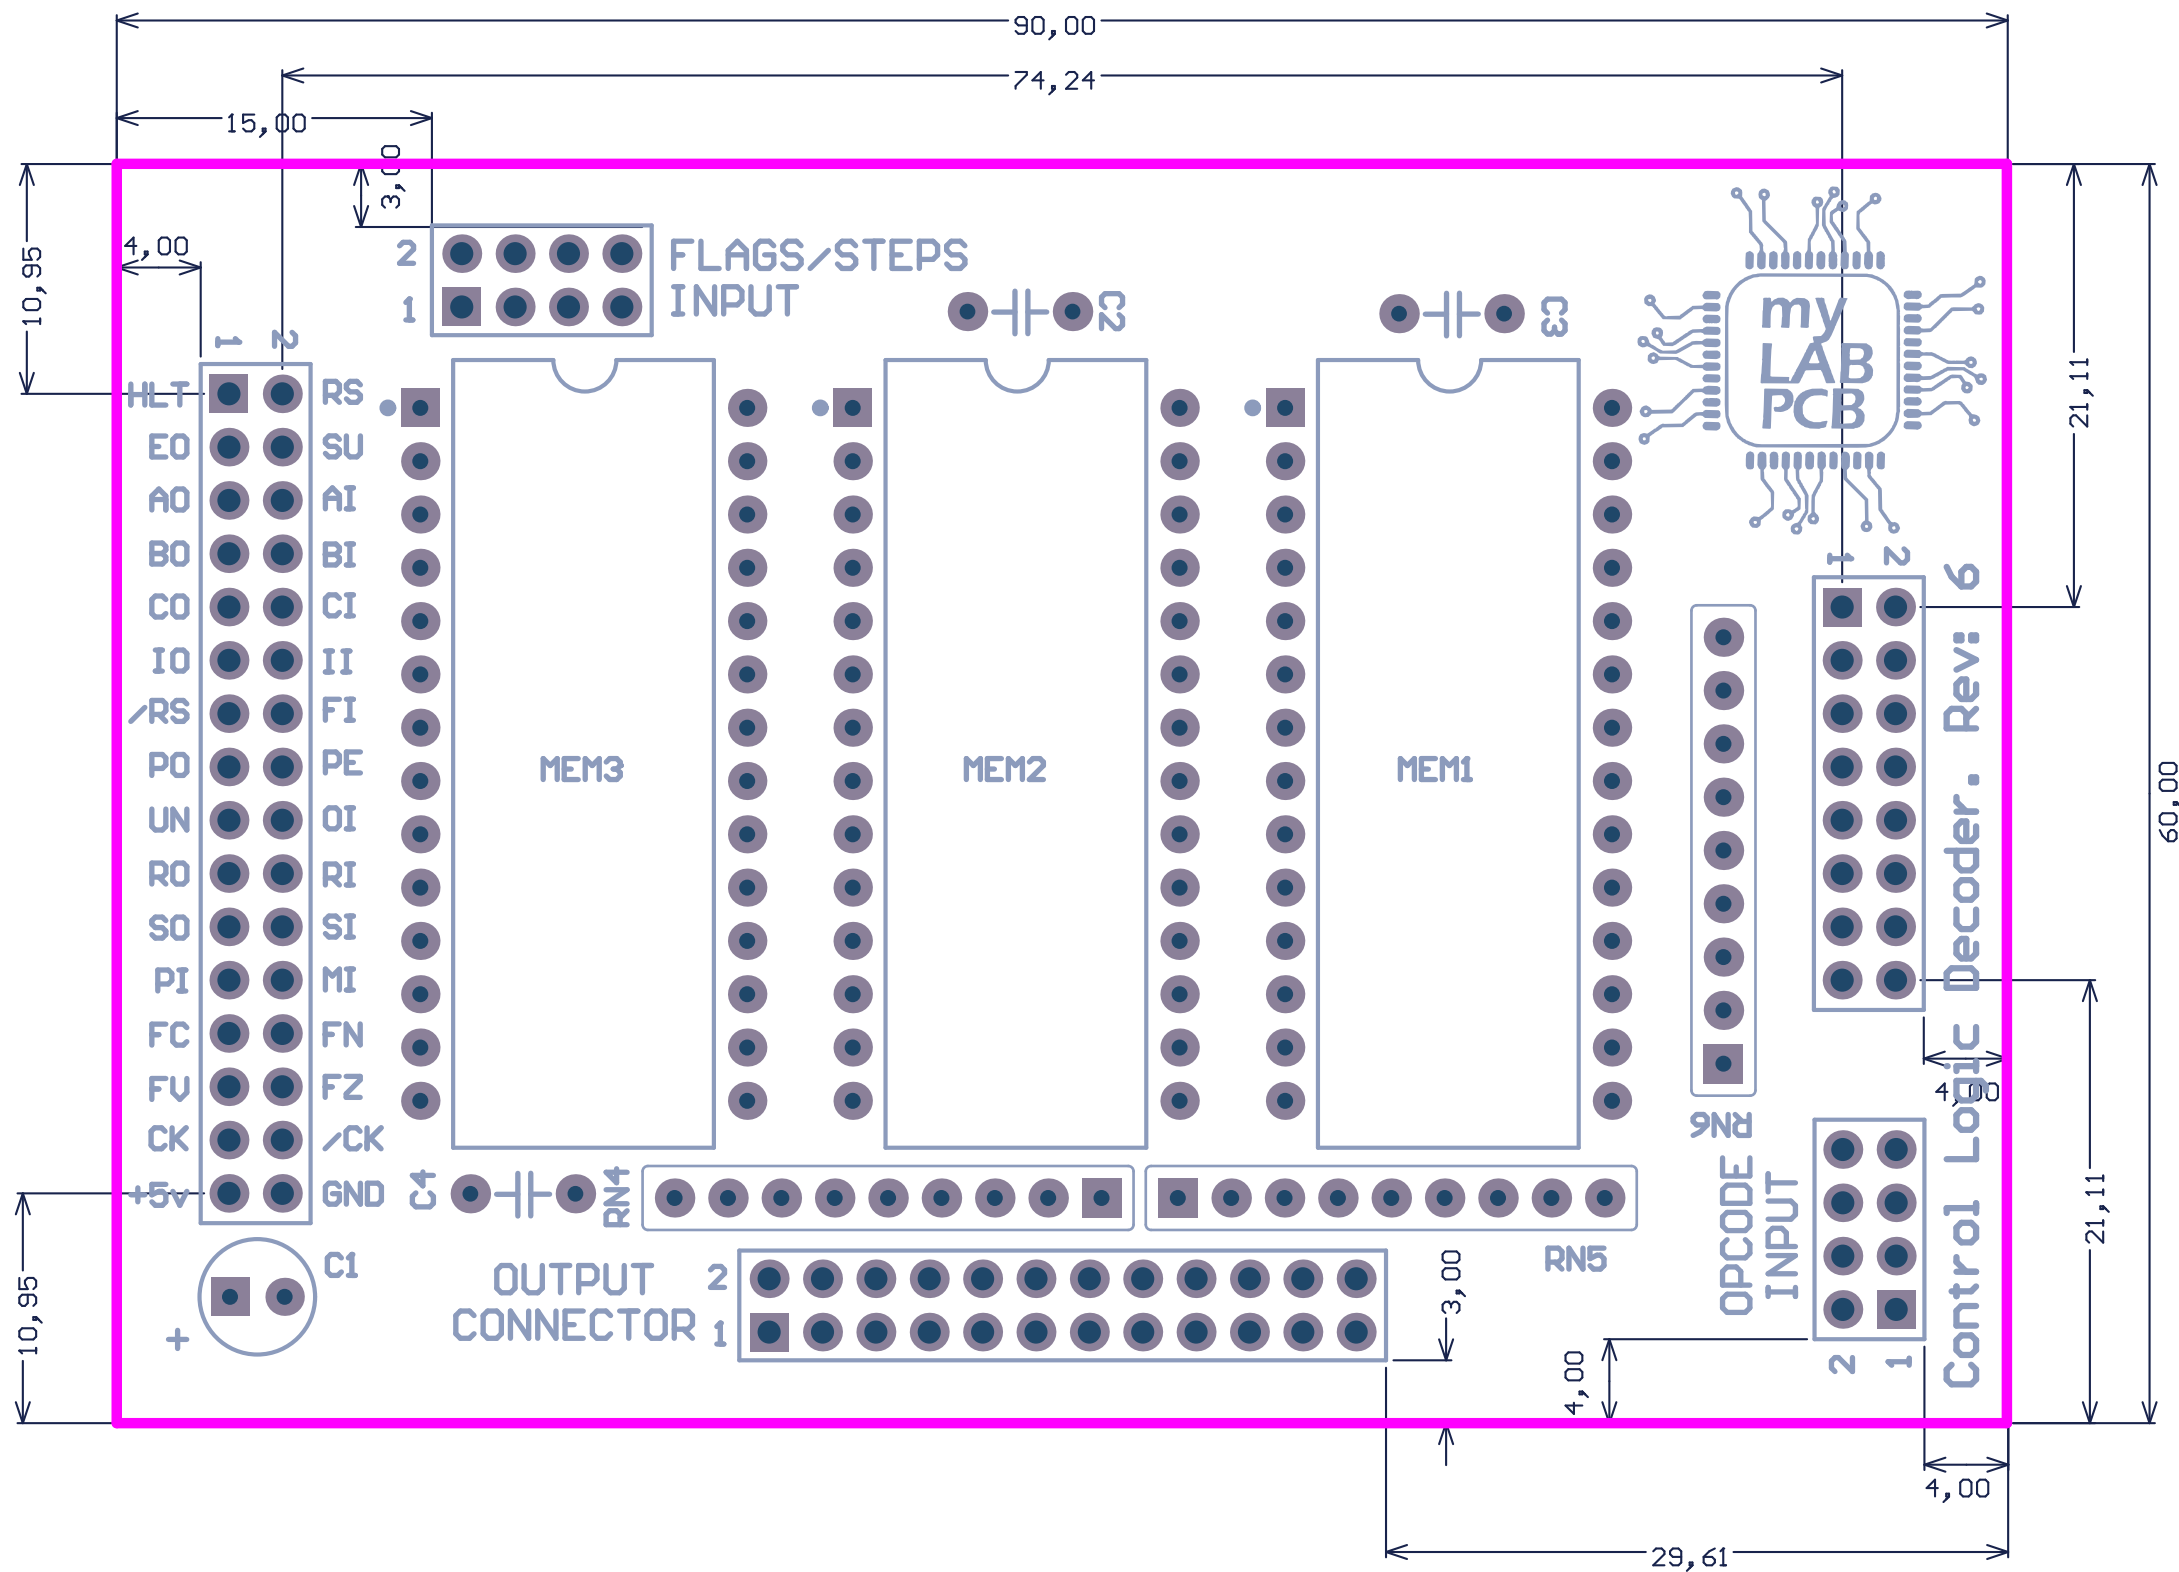 90,00
74,24
15,00
3,00
4,00
10,95
2
1
FLAGS/STEPS
INPUT
C2
C3
my
LAB
PCB
21,11
1 2
HLT RS
EO SU
AO AI
BO BI
CO CI
IO II
/RS FI
PO PE
UN OI
RO RI
SO SI
PI MI
FC FN
FV FZ
CK /CK
+5v GND
MEM3
MEM2
MEM1
1 2
Control Logic Decoder. Rev: 6
60,00
4,00
RN6
C4
RN4
RN5
21,11
10,95
C1
+
OUTPUT
CONNECTOR
2
1
3,00
OPCODE
INPUT
4,00
2 1
4,00
29,61